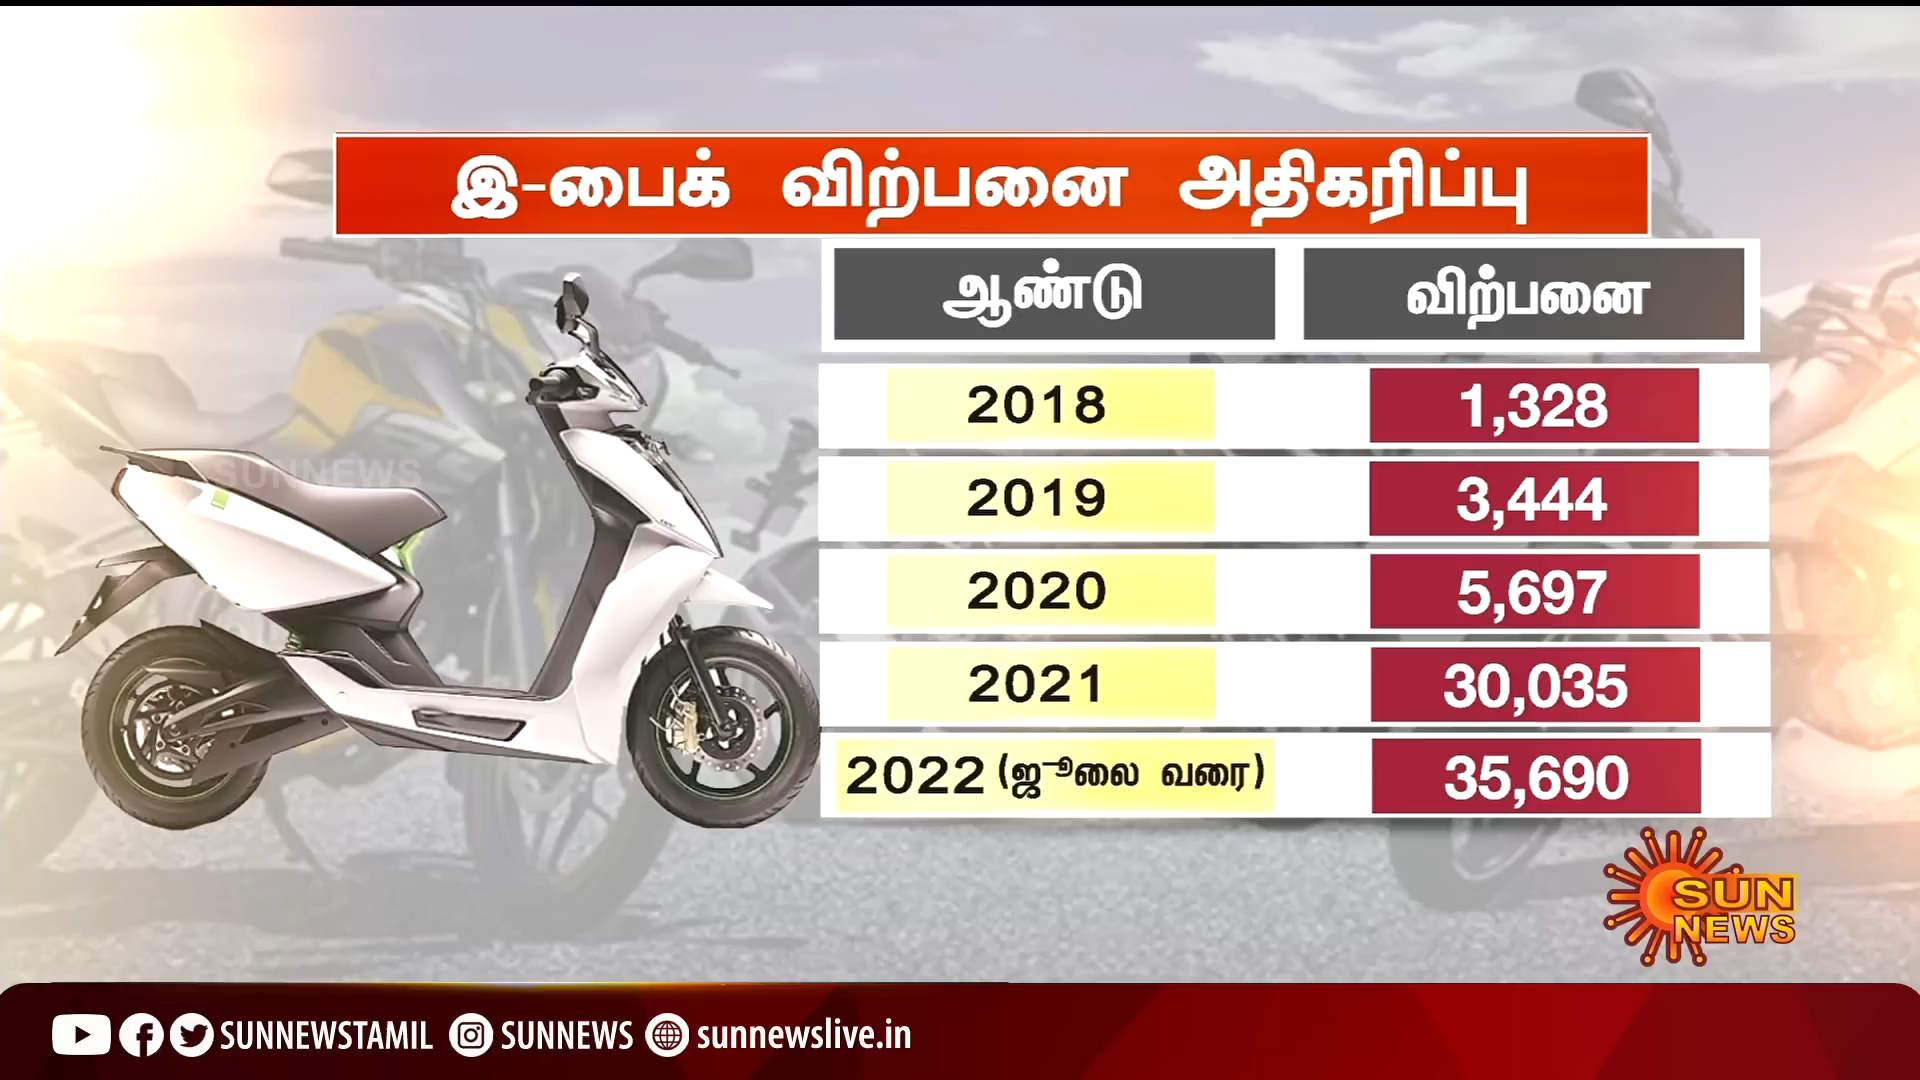 இ-பைக் விற்பனை அதிகரிப்பு
ஆண்டு விற்பனை
2018 1,328
2019 3,444
2020 5,697
2021 30,035
2022 (ஜூலை வரை) 35,690
SUNNEWS
SUN
NEWS
SUNNEWSTAMIL SUNNEWS sunnewslive.in